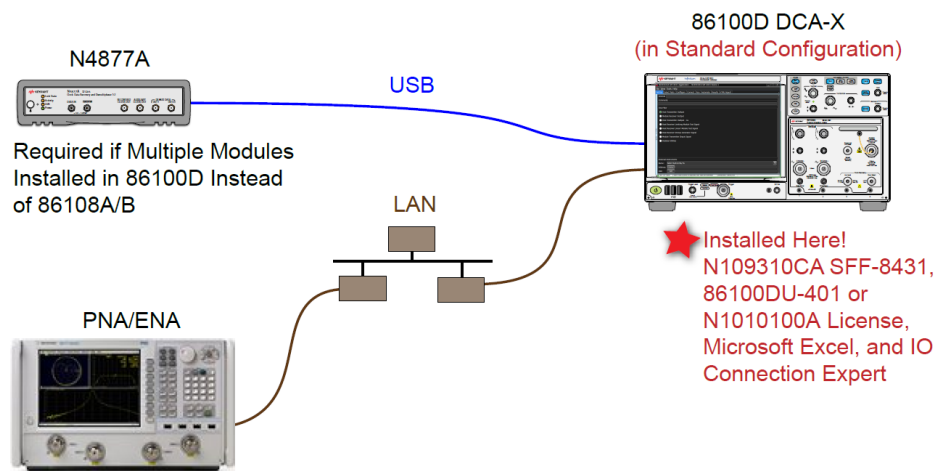 86100D DCA-X
(in Standard Configuration)
N4877A
USB
Required if Multiple Modules
Installed in 86100D Instead
of 86108A/B
LAN
Installed Here!
N109310CA SFF-8431,
86100DU-401 or
N1010100A License,
Microsoft Excel, and IO
Connection Expert
PNA/ENA